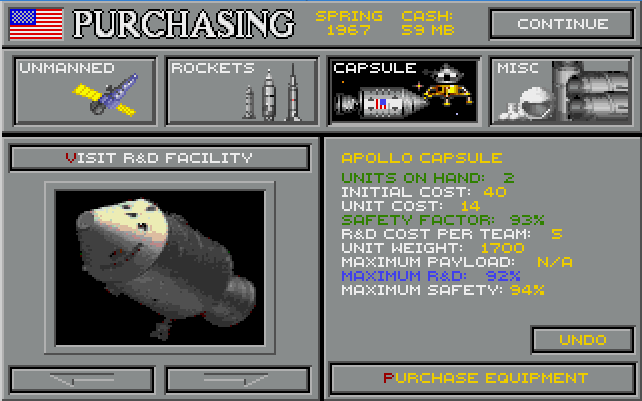 PURCHASING
SPRING 1967
CASH: 59 MB
CONTINUE
UNMANNED
ROCKETS
CAPSULE
MISC
VISIT R&D FACILITY
APOLLO CAPSULE
UNITS ON HAND: 2
INITIAL COST: 40
UNIT COST: 14
SAFETY FACTOR: 93%
R&D COST PER TEAM: 5
UNIT WEIGHT: 1700
MAXIMUM PAYLOAD: N/A
MAXIMUM R&D: 92%
MAXIMUM SAFETY: 94%
UNDO
PURCHASE EQUIPMENT